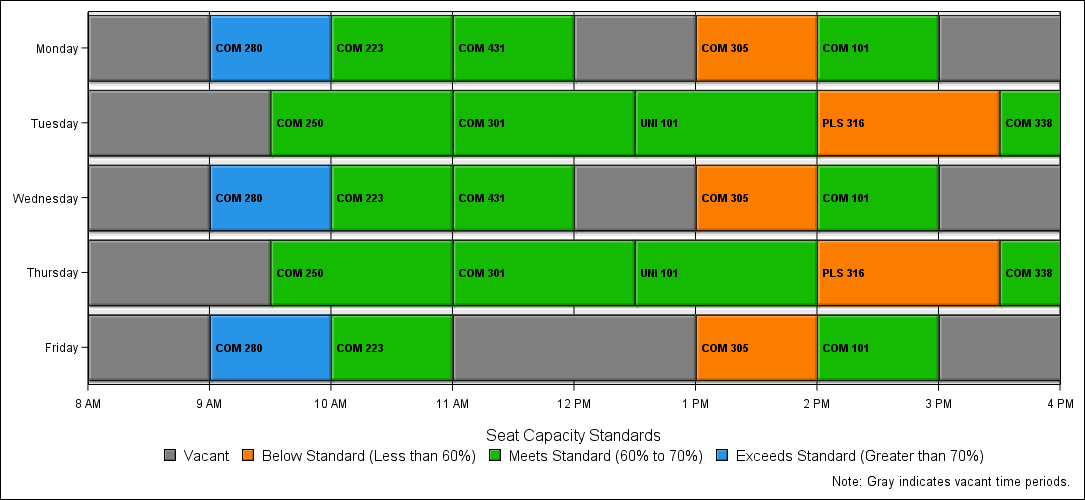 Monday COM 280 COM 223 COM 431 COM 305 COM 101
Tuesday COM 250 COM 301 UNI 101 PLS 316 COM 338
Wednesday COM 280 COM 223 COM 431 COM 305 COM 101
Thursday COM 250 COM 301 UNI 101 PLS 316 COM 338
Friday COM 280 COM 223 COM 305 COM 101
8 AM 9 AM 10 AM 11 AM 12 PM 1 PM 2 PM 3 PM 4 PM
Seat Capacity Standards
Vacant Below Standard (Less than 60%) Meets Standard (60% to 70%) Exceeds Standard (Greater than 70%)
Note: Gray indicates vacant time periods.